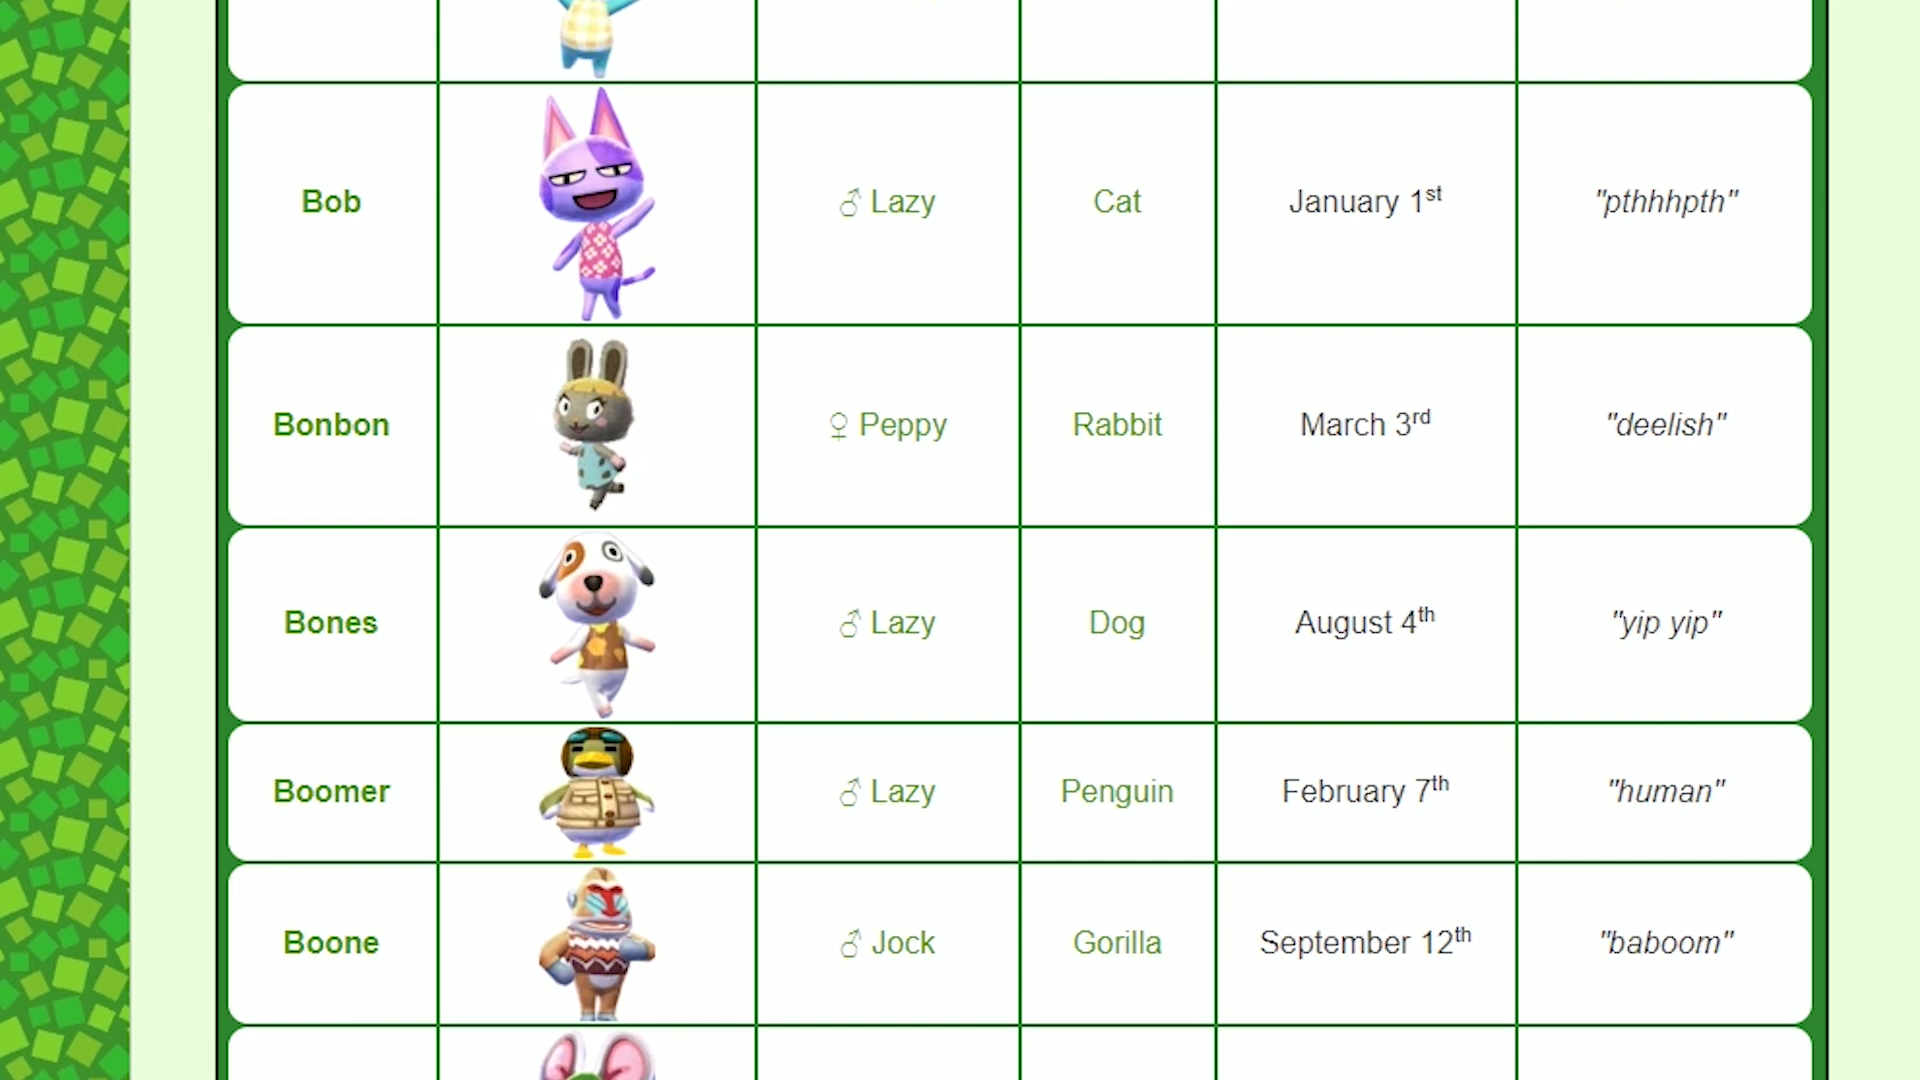 Bob ♂ Lazy Cat January 1st "pthhhpth"
Bonbon ♀ Peppy Rabbit March 3rd "deelish"
Bones ♂ Lazy Dog August 4th "yip yip"
Boomer ♂ Lazy Penguin February 7th "human"
Boone ♂ Jock Gorilla September 12th "baboom"